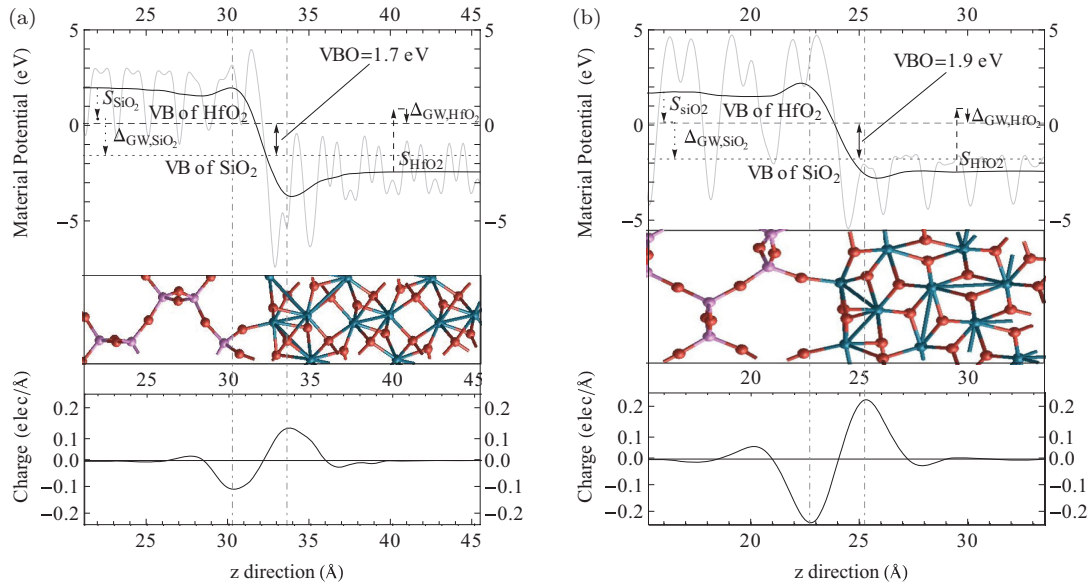 (a)
25 30 35 40 45
5 5
Material Potential (eV)
VBO=1.7 eV
S_SiO₂
VB of HfO₂
Δ_GW,HfO₂
0 0
Δ_GW,SiO₂
VB of SiO₂
S_HfO2
−5 −5
25 30 35 40 45
Charge (elec/Å)
0.2 0.2
0.1 0.1
0.0 0.0
−0.1 −0.1
−0.2 −0.2
25 30 35 40 45
z direction (Å)
(b)
20 25 30
5 5
Material Potential (eV)
VBO=1.9 eV
S_SiO2
VB of HfO₂
Δ_GW,HfO₂
0 0
Δ_GW,SiO₂
VB of SiO₂
S_HfO2
−5 −5
20 25 30
Charge (elec/Å)
0.2 0.2
0.1 0.1
0.0 0.0
−0.1 −0.1
−0.2 −0.2
20 25 30
z direction (Å)